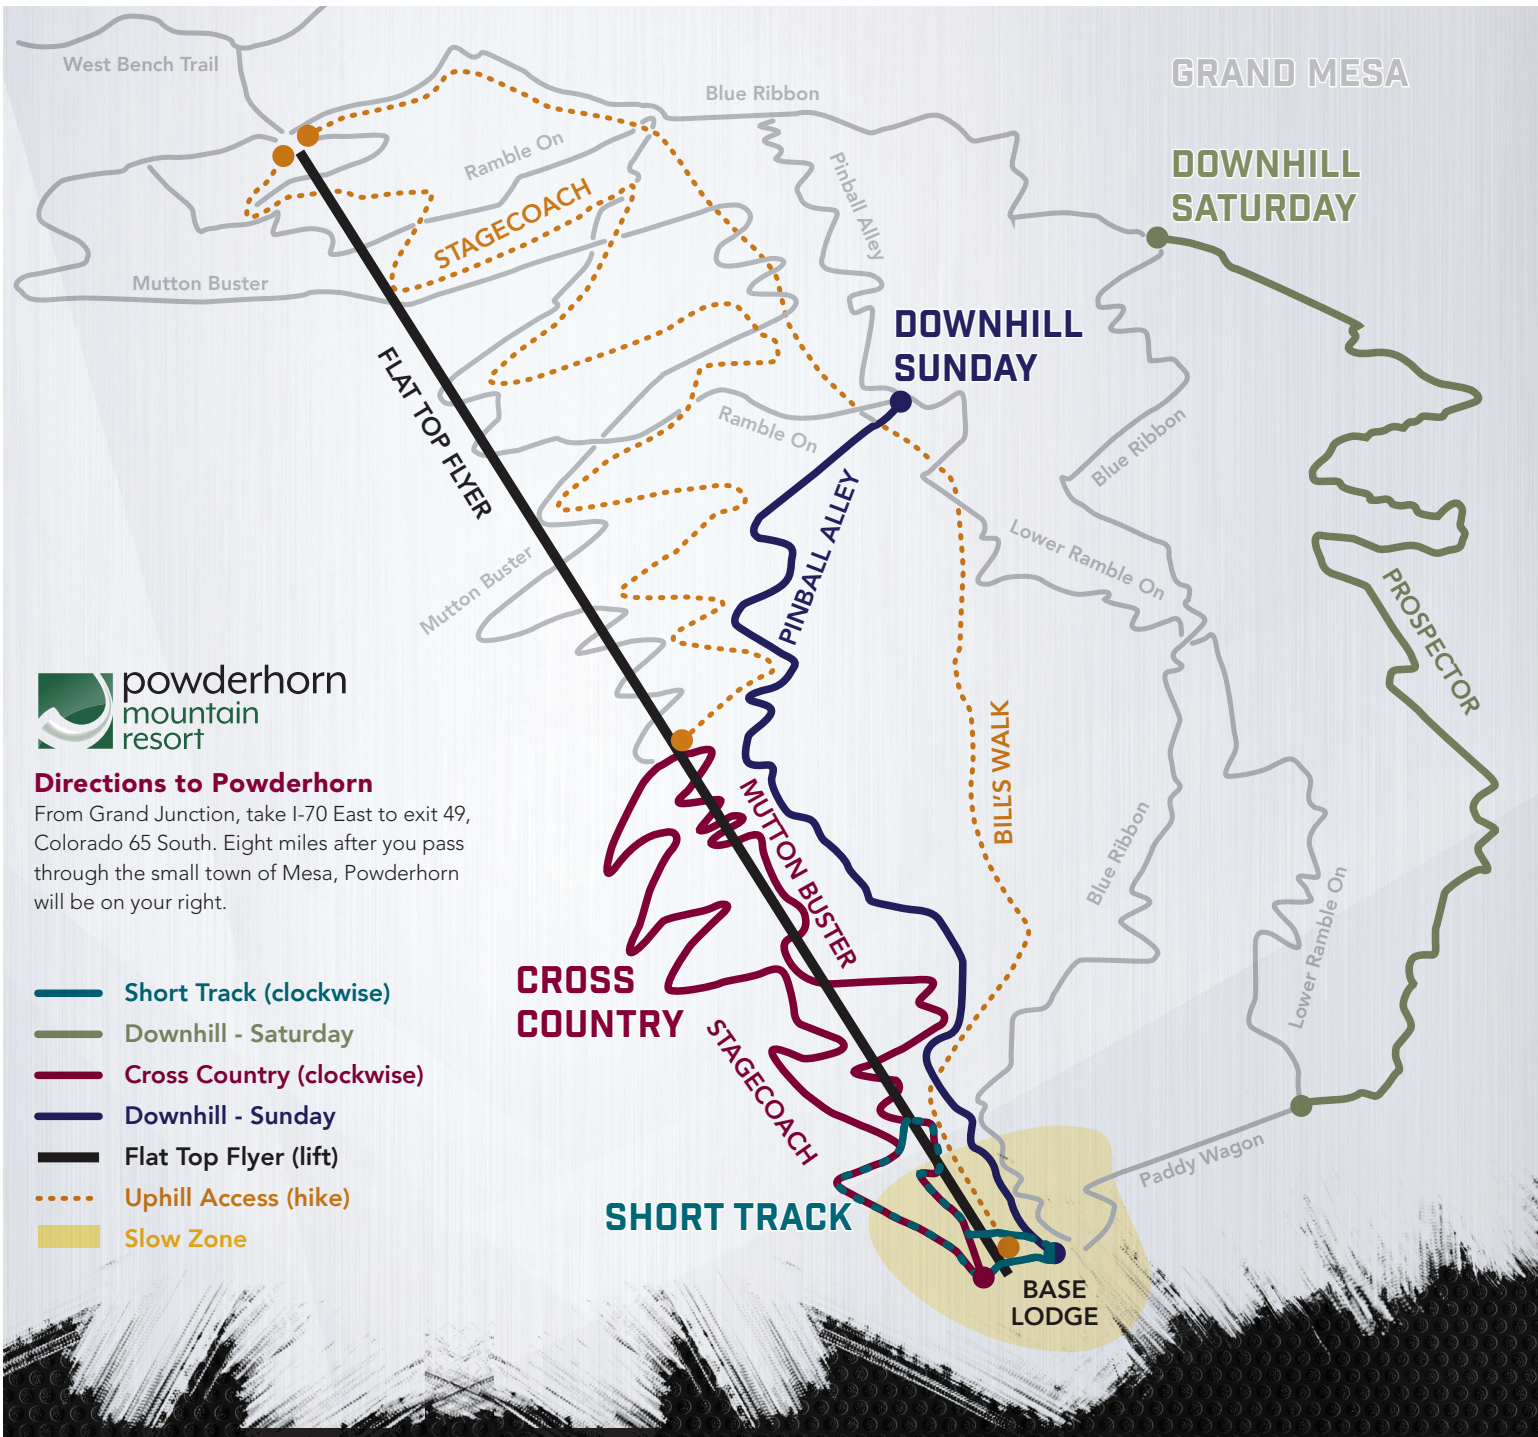 West Bench Trail
GRAND MESA
Blue Ribbon
Ramble On
DOWNHILL
SATURDAY
Pinball Alley
STAGECOACH
Mutton Buster
DOWNHILL
SUNDAY
FLAT TOP FLYER
Ramble On
Blue Ribbon
PINBALL ALLEY
Lower Ramble On
Mutton Buster
PROSPECTOR
powderhorn
mountain
resort
BILL'S WALK
Directions to Powderhorn
From Grand Junction, take I-70 East to exit 49,
Colorado 65 South. Eight miles after you pass
through the small town of Mesa, Powderhorn
will be on your right.
MUTTON BUSTER
Blue Ribbon
Lower Ramble On
CROSS
COUNTRY
STAGECOACH
Short Track (clockwise)
Downhill - Saturday
Cross Country (clockwise)
Downhill - Sunday
Flat Top Flyer (lift)
Uphill Access (hike)
Slow Zone
Paddy Wagon
SHORT TRACK
BASE
LODGE